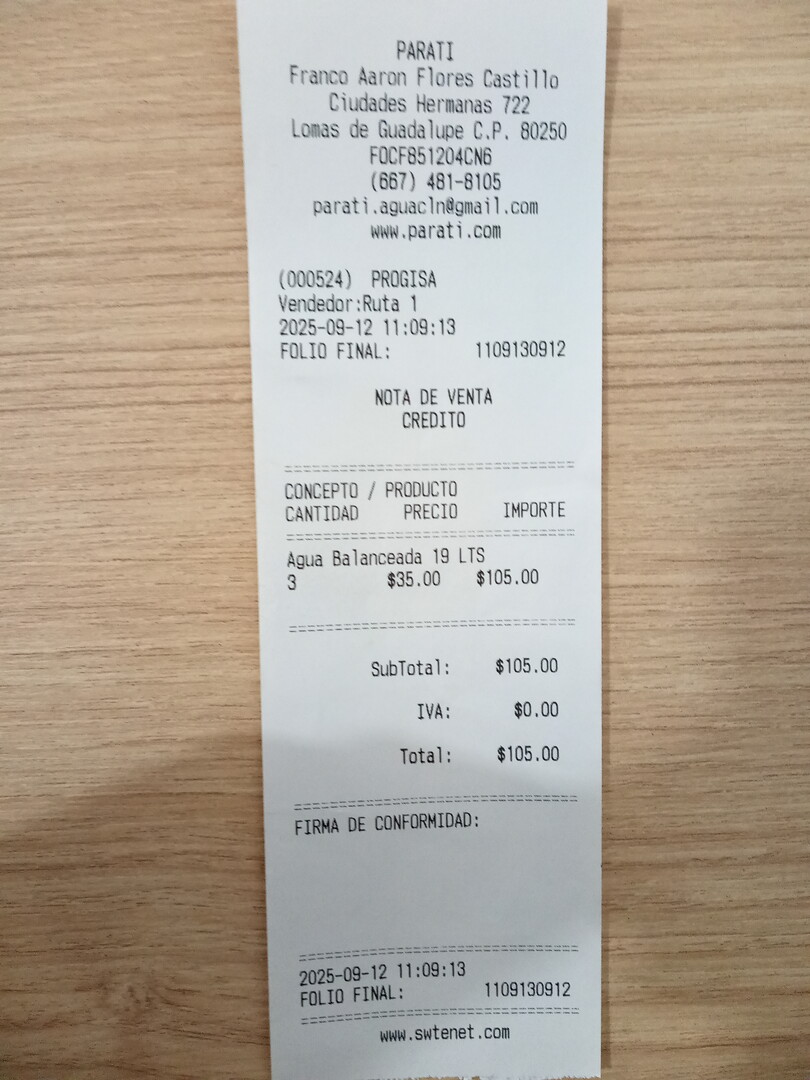 PARATI
Franco Aaron Flores Castillo
Ciudades Hermanas 722
Lomas de Guadalupe C.P. 80250
FOCF851204CN6
(667) 481-8105
parati.aguacln@gmail.com
www.parati.com
(000524) PROGISA
Vendedor:Ruta 1
2025-09-12 11:09:13
FOLIO FINAL: 1109130912
NOTA DE VENTA
CREDITO
================================
CONCEPTO / PRODUCTO
CANTIDAD PRECIO IMPORTE
================================
Agua Balanceada 19 LTS
3 $35.00 $105.00
================================
SubTotal: $105.00
IVA: $0.00
Total: $105.00
================================
FIRMA DE CONFORMIDAD:
================================
2025-09-12 11:09:13
FOLIO FINAL: 1109130912
================================
www.swtenet.com